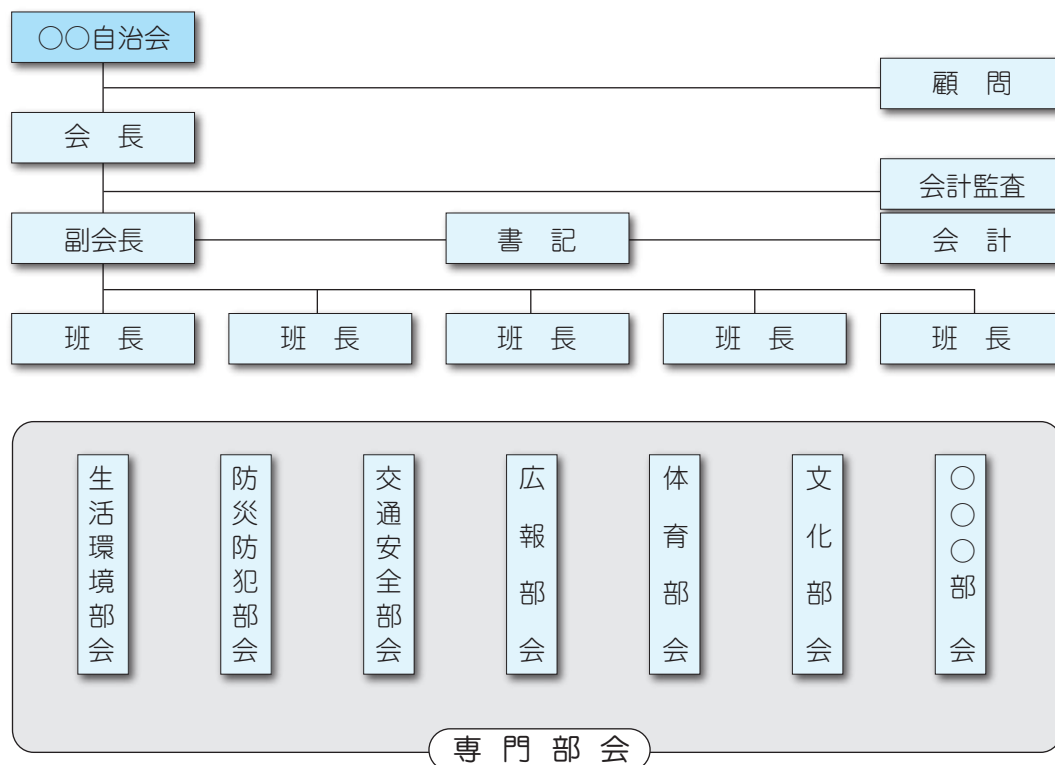 ○○自治会
顧 問
会 長
会計監査
副会長
書 記
会 計
班 長
班 長
班 長
班 長
班 長
生活環境部会
防災防犯部会
交通安全部会
広報部会
体育部会
文化部会
○○○部会
専 門 部 会